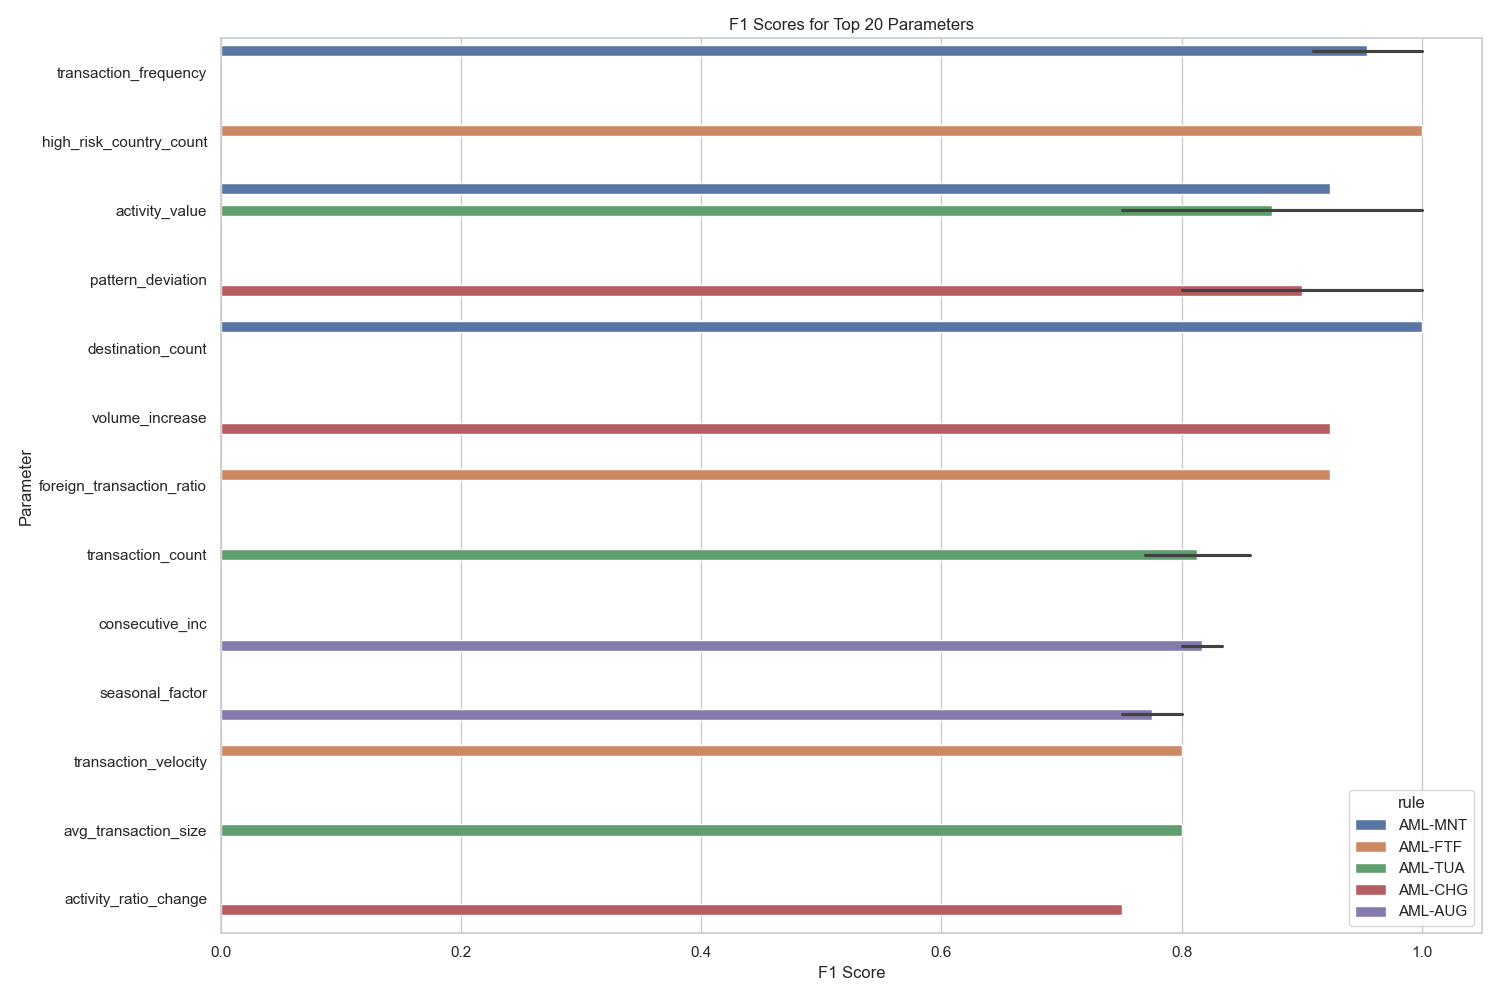 F1 Scores for Top 20 Parameters
Parameter
transaction_frequency
high_risk_country_count
activity_value
pattern_deviation
destination_count
volume_increase
foreign_transaction_ratio
transaction_count
consecutive_inc
seasonal_factor
transaction_velocity
avg_transaction_size
activity_ratio_change
rule
AML-MNT
AML-FTF
AML-TUA
AML-CHG
AML-AUG
0.0 0.2 0.4 0.6 0.8 1.0
F1 Score